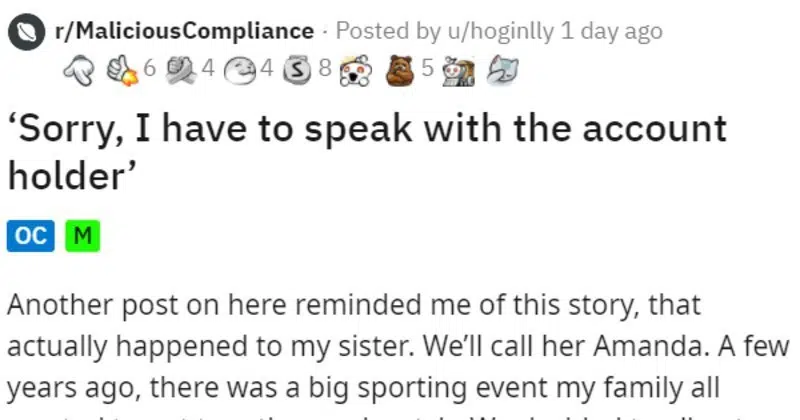 r/MaliciousCompliance · Posted by u/hoginlly 1 day ago
6 4 4 S 8 5
‘Sorry, I have to speak with the account
holder’
OC M
Another post on here reminded me of this story, that
actually happened to my sister. We’ll call her Amanda. A few
years ago, there was a big sporting event my family all